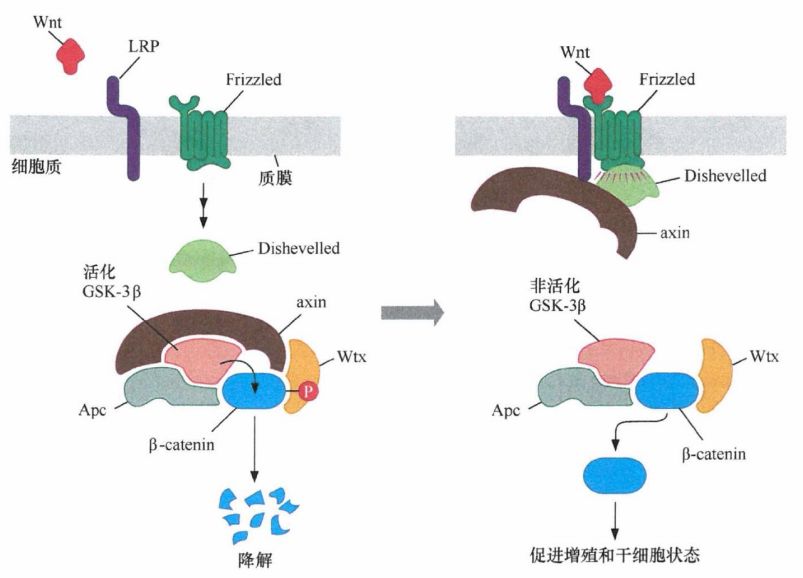 Wnt
LRP
Frizzled
细胞质
质膜
Dishevelled
活化
GSK-3β
axin
Wtx
P
Apc
β-catenin
降解
Wnt
Frizzled
Dishevelled
axin
非活化
GSK-3β
Wtx
Apc
β-catenin
促进增殖和干细胞状态